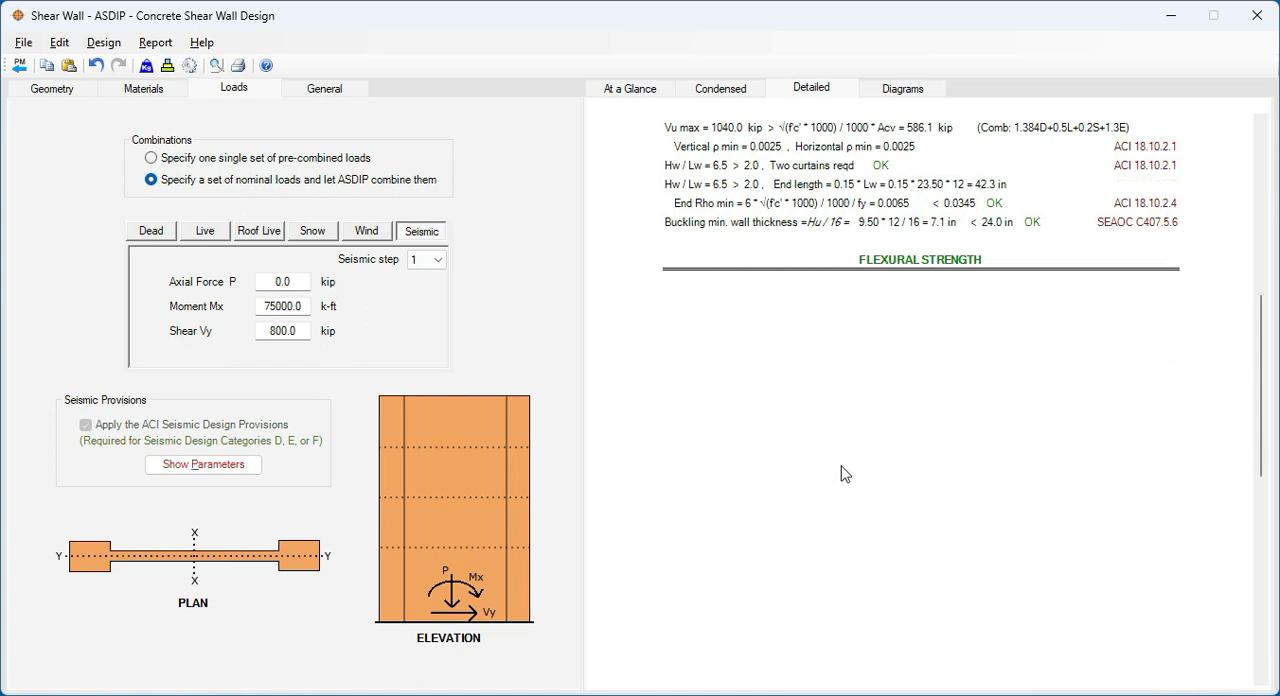 Shear Wall - ASDIP - Concrete Shear Wall Design
File Edit Design Report Help
PM
Geometry Materials Loads General
At a Glance Condensed Detailed Diagrams
Combinations
Specify one single set of pre-combined loads
Specify a set of nominal loads and let ASDIP combine them
Dead Live Roof Live Snow Wind Seismic
Seismic step 1
Axial Force P 0.0 kip
Moment Mx 75000.0 k-ft
Shear Vy 800.0 kip
Seismic Provisions
Apply the ACI Seismic Design Provisions
(Required for Seismic Design Categories D, E, or F)
Show Parameters
X
Y Y
X
PLAN
P
Mx
Vy
ELEVATION
Vu max = 1040.0 kip > √(f'c' * 1000) / 1000 * Acv = 586.1 kip (Comb: 1.384D+0.5L+0.2S+1.3E)
Vertical ρ min = 0.0025 , Horizontal ρ min = 0.0025 ACI 18.10.2.1
Hw / Lw = 6.5 > 2.0 , Two curtains reqd OK ACI 18.10.2.1
Hw / Lw = 6.5 > 2.0 , End length = 0.15 * Lw = 0.15 * 23.50 * 12 = 42.3 in
End Rho min = 6 * √(f'c' * 1000) / 1000 / fy = 0.0065 < 0.0345 OK ACI 18.10.2.4
Buckling min. wall thickness =Hu / 16 = 9.50 * 12 / 16 = 7.1 in < 24.0 in OK SEAOC C407.5.6
FLEXURAL STRENGTH